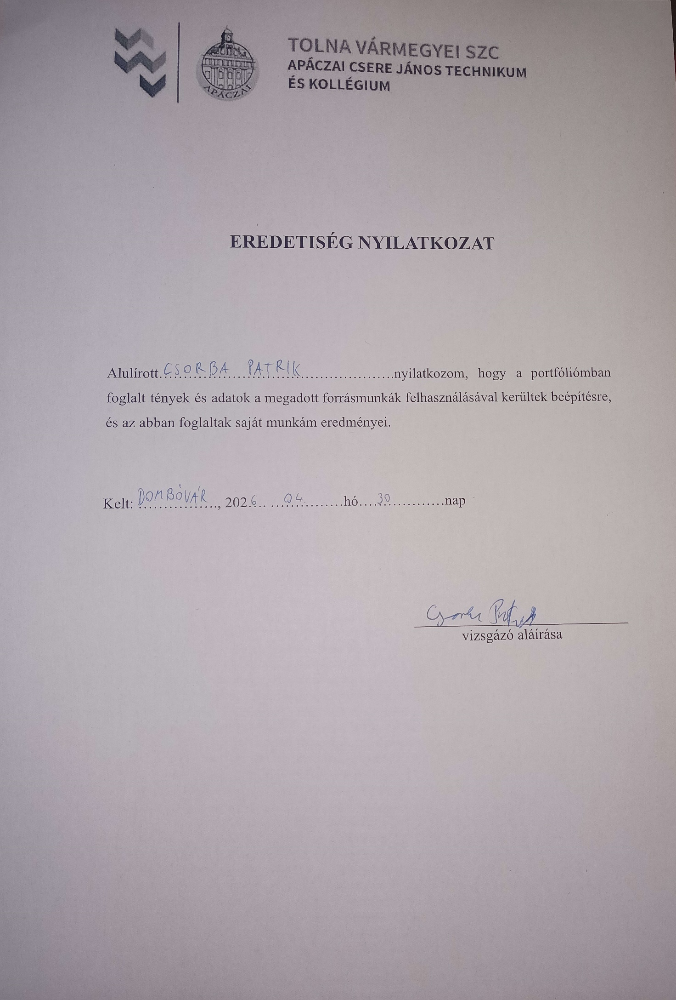 TOLNA VÁRMEGYEI SZC
APÁCZAI CSERE JÁNOS TECHNIKUM
ÉS KOLLÉGIUM
APÁCZAI
EREDETISÉG NYILATKOZAT
Alulírott CSORBA PATRIK nyilatkozom, hogy a portfóliómban
foglalt tények és adatok a megadott forrásmunkák felhasználásával kerültek beépítésre,
és az abban foglaltak saját munkám eredményei.
Kelt: DOMBÓVÁR, 2026. 04. hó 30 nap
Csorba Patrik
vizsgázó aláírása